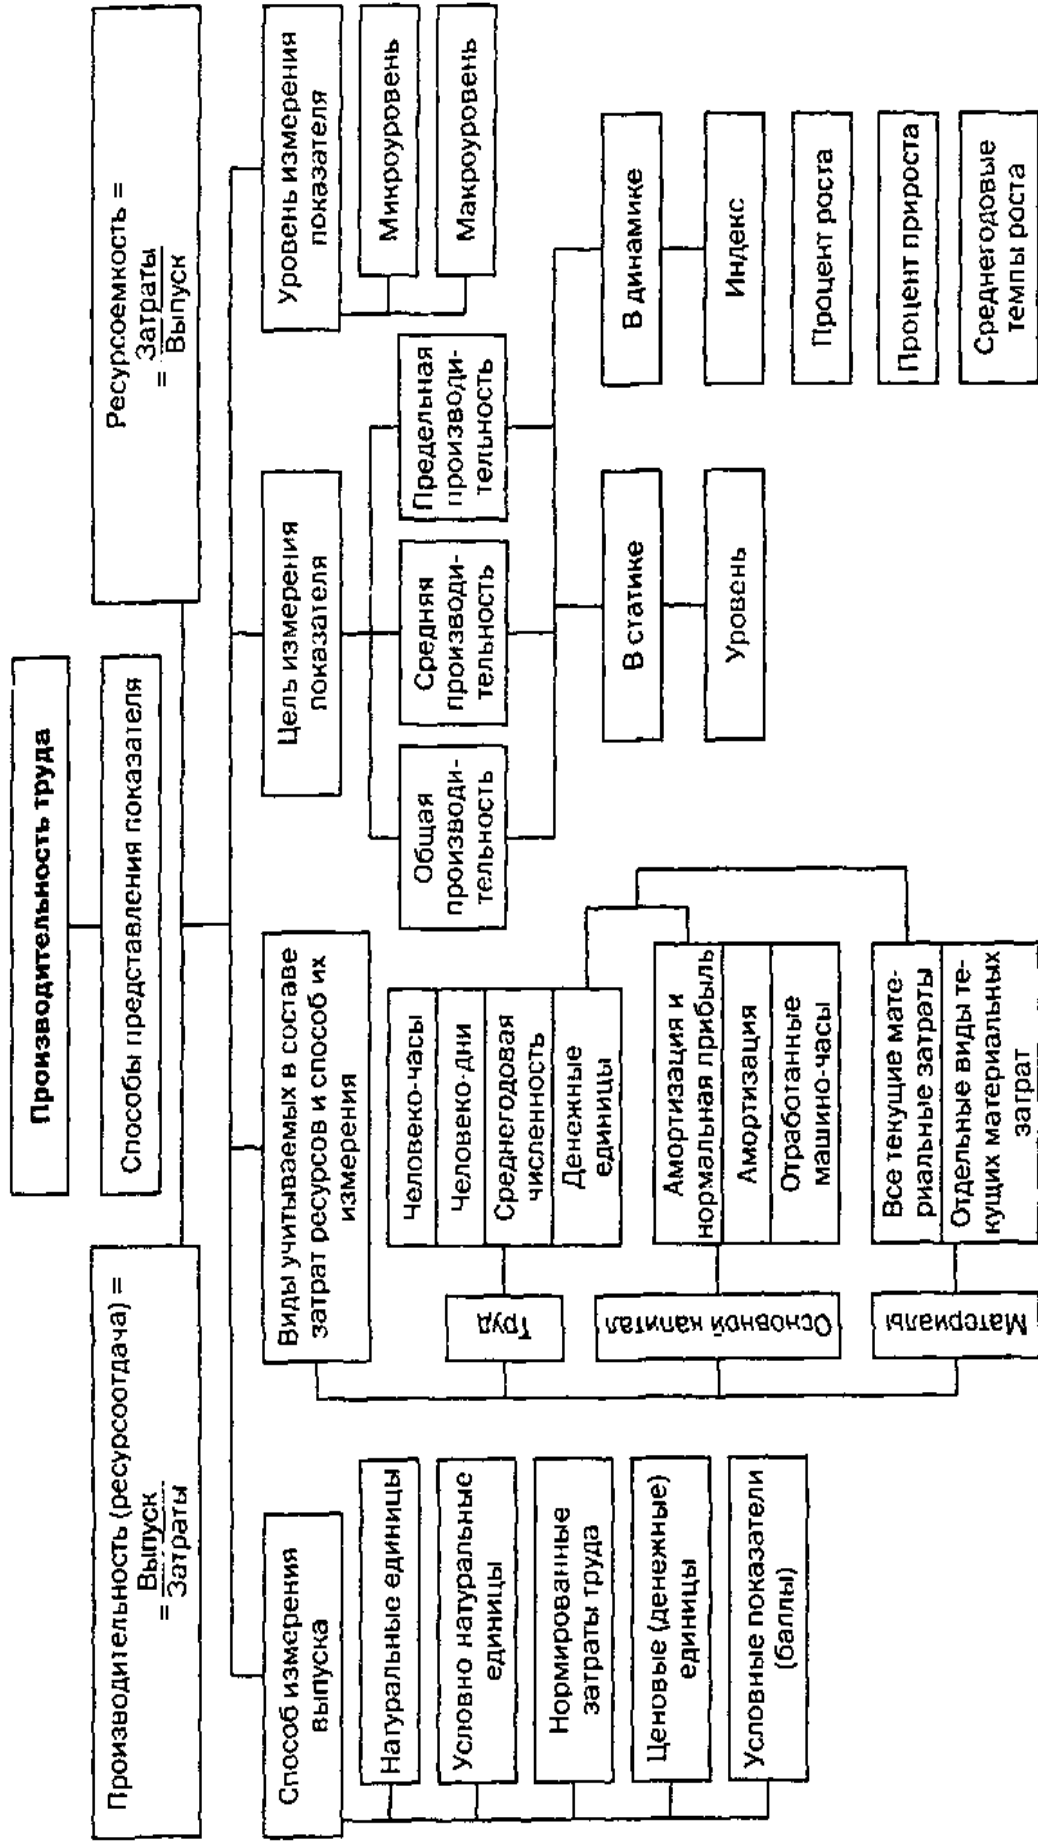 Производительность труда
Способы представления показателя
Производительность (ресурсоотдача) =
= Выпуск
Затраты
Ресурсоемкость =
= Затраты
Выпуск
Способ измерения
выпуска
Натуральные единицы
Условно натуральные
единицы
Нормированные
затраты труда
Ценовые (денежные)
единицы
Условные показатели
(баллы)
Виды учитываемых в составе
затрат ресурсов и способ их
измерения
Труд
Человеко-часы
Человеко-дни
Среднегодовая
численность
Денежные
единицы
Основной капитал
Амортизация и
нормальная прибыль
Амортизация
Отработанные
машино-часы
Материалы
Все текущие мате-
риальные затраты
Отдельные виды те-
кущих материальных
затрат
Цель измерения
показателя
Общая
производи-
тельность
Средняя
производи-
тельность
Предельная
производи-
тельность
В статике
Уровень
В динамике
Индекс
Процент роста
Процент прироста
Среднегодовые
темпы роста
Уровень измерения
показателя
Микроуровень
Макроуровень